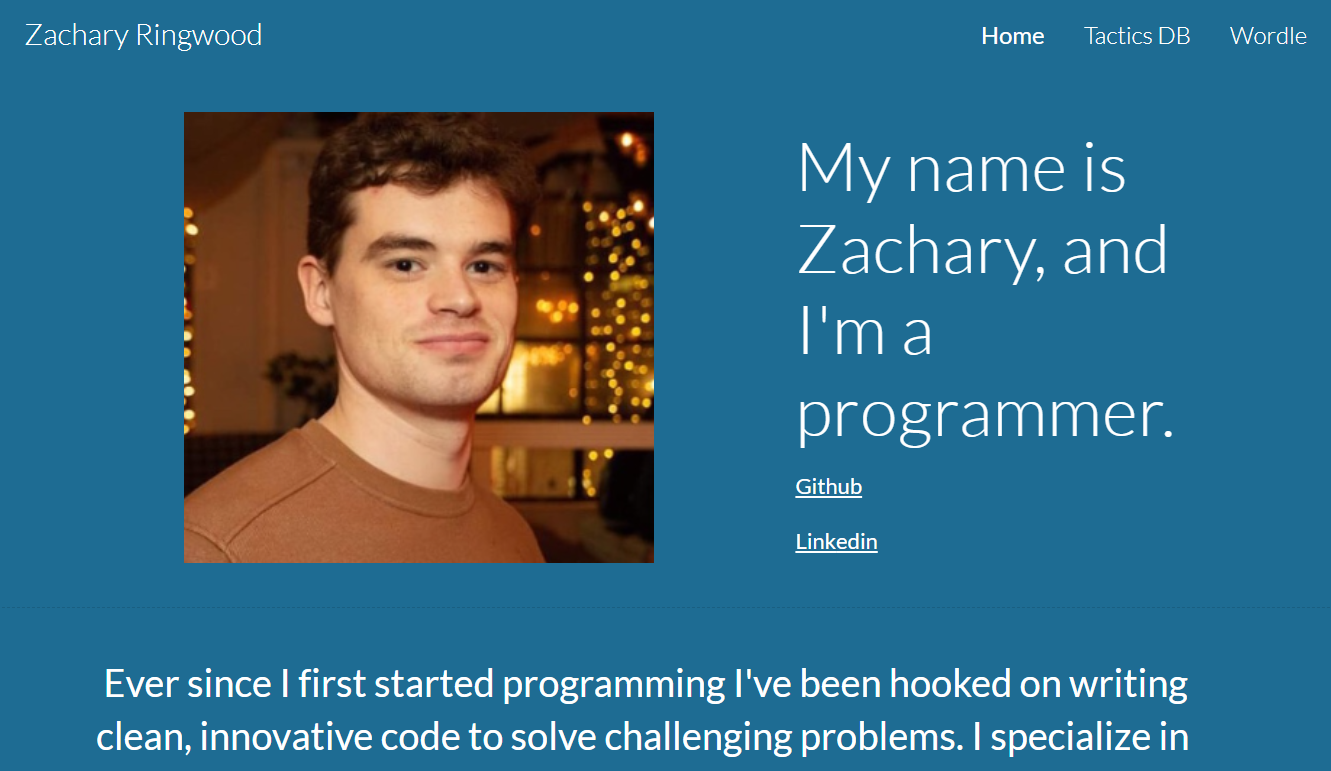 Zachary Ringwood
Home
Tactics DB
Wordle
My name is
Zachary, and
I'm a
programmer.
Github
Linkedin
Ever since I first started programming I've been hooked on writing
clean, innovative code to solve challenging problems. I specialize in